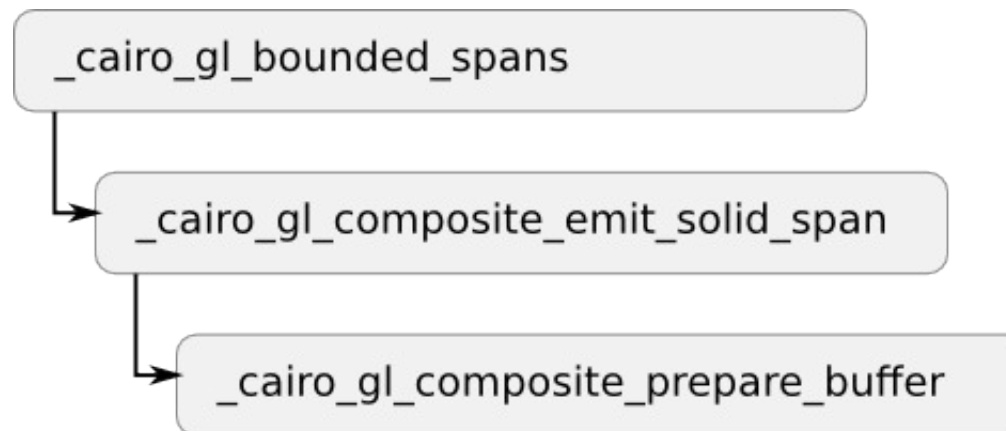 _cairo_gl_bounded_spans
_cairo_gl_composite_emit_solid_span
_cairo_gl_composite_prepare_buffer